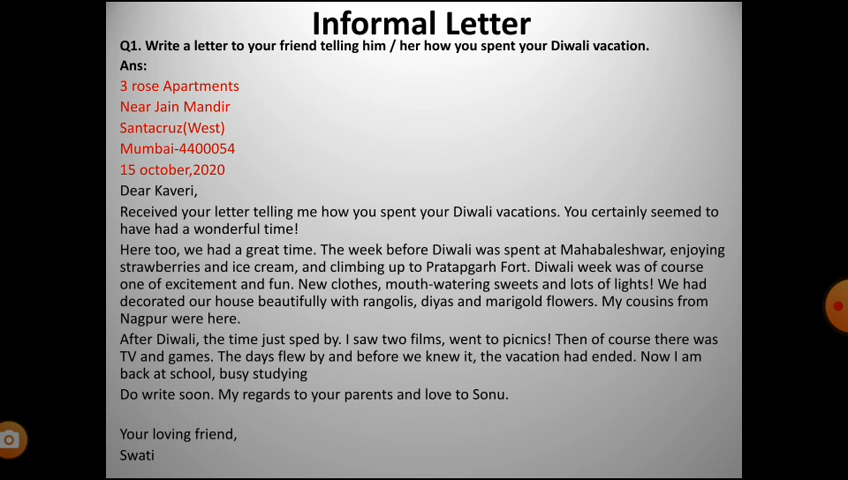 Informal Letter
Q1. Write a letter to your friend telling him / her how you spent your Diwali vacation.
Ans:
3 rose Apartments
Near Jain Mandir
Santacruz(West)
Mumbai-4400054
15 october,2020
Dear Kaveri,
Received your letter telling me how you spent your Diwali vacations. You certainly seemed to
have had a wonderful time!
Here too, we had a great time. The week before Diwali was spent at Mahabaleshwar, enjoying
strawberries and ice cream, and climbing up to Pratapgarh Fort. Diwali week was of course
one of excitement and fun. New clothes, mouth-watering sweets and lots of lights! We had
decorated our house beautifully with rangolis, diyas and marigold flowers. My cousins from
Nagpur were here.
After Diwali, the time just sped by. I saw two films, went to picnics! Then of course there was
TV and games. The days flew by and before we knew it, the vacation had ended. Now I am
back at school, busy studying
Do write soon. My regards to your parents and love to Sonu.
Your loving friend,
Swati